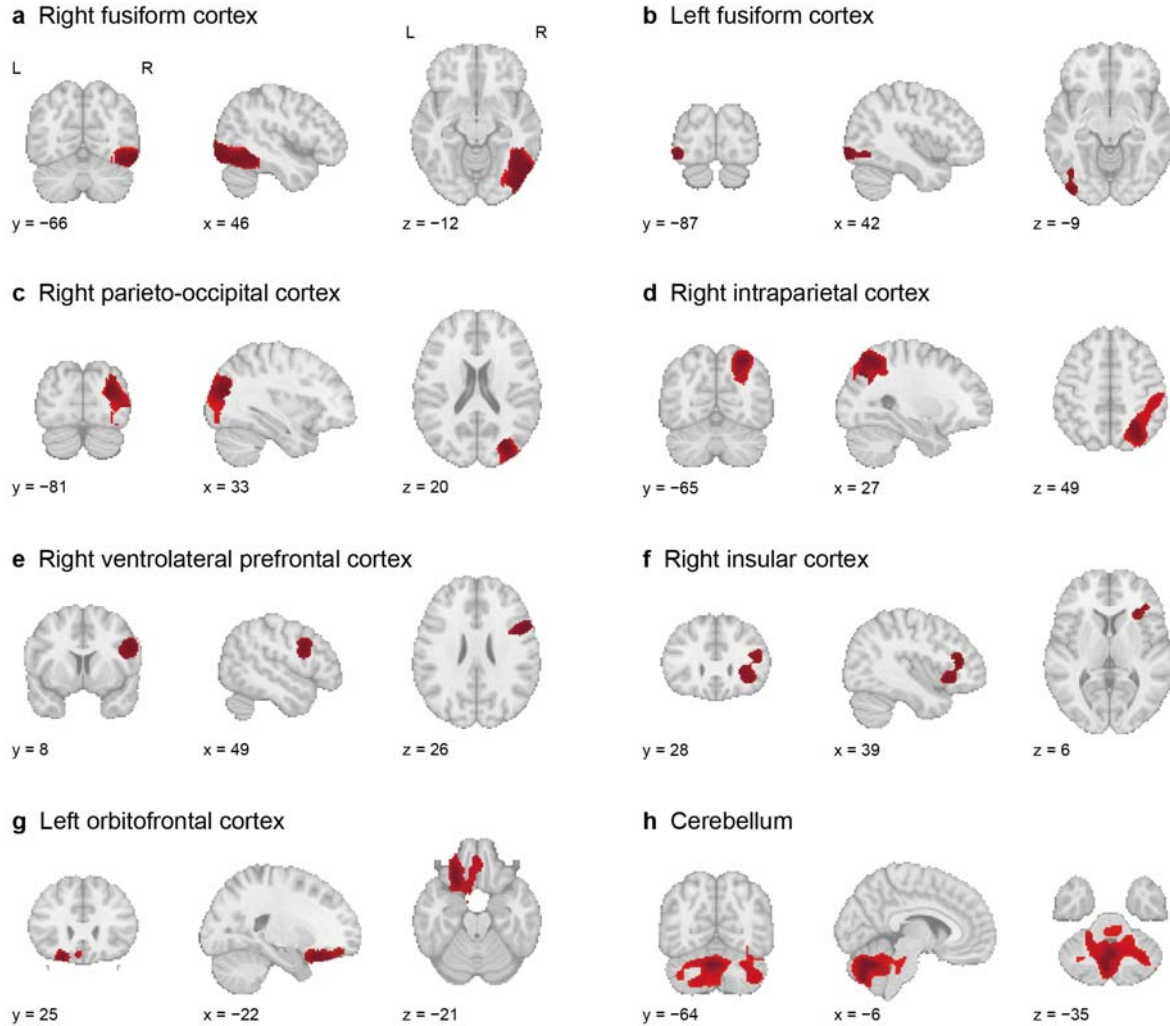 a Right fusiform cortex
L R
L R
y = −66 x = 46 z = −12
b Left fusiform cortex
y = −87 x = 42 z = −9
c Right parieto-occipital cortex
y = −81 x = 33 z = 20
d Right intraparietal cortex
y = −65 x = 27 z = 49
e Right ventrolateral prefrontal cortex
y = 8 x = 49 z = 26
f Right insular cortex
y = 28 x = 39 z = 6
g Left orbitofrontal cortex
y = 25 x = −22 z = −21
h Cerebellum
y = −64 x = −6 z = −35